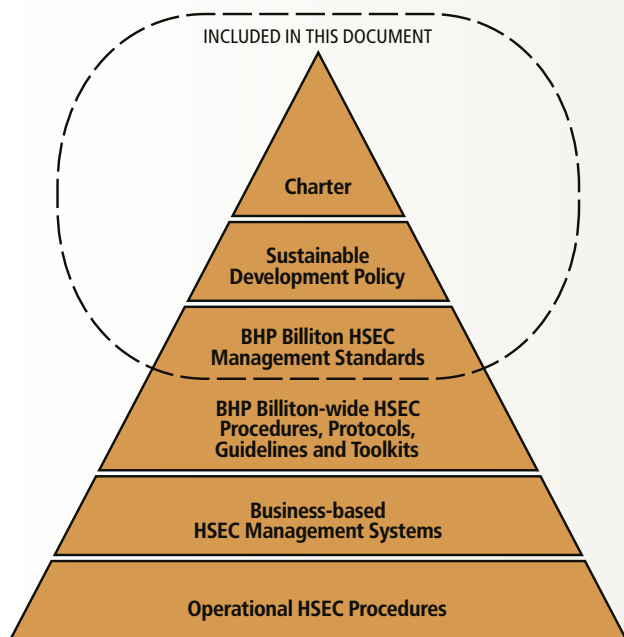 INCLUDED IN THIS DOCUMENT
Charter
Sustainable
Development Policy
BHP Billiton HSEC
Management Standards
BHP Billiton-wide HSEC
Procedures, Protocols,
Guidelines and Toolkits
Business-based
HSEC Management Systems
Operational HSEC Procedures